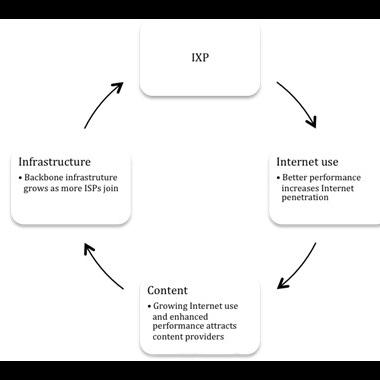 IXP
Internet use
• Better performance
increases Internet
penetration
Content
• Growing Internet use
and enhanced
performance attracts
content providers
Infrastructure
• Backbone infrastruture
grows as more ISPs join